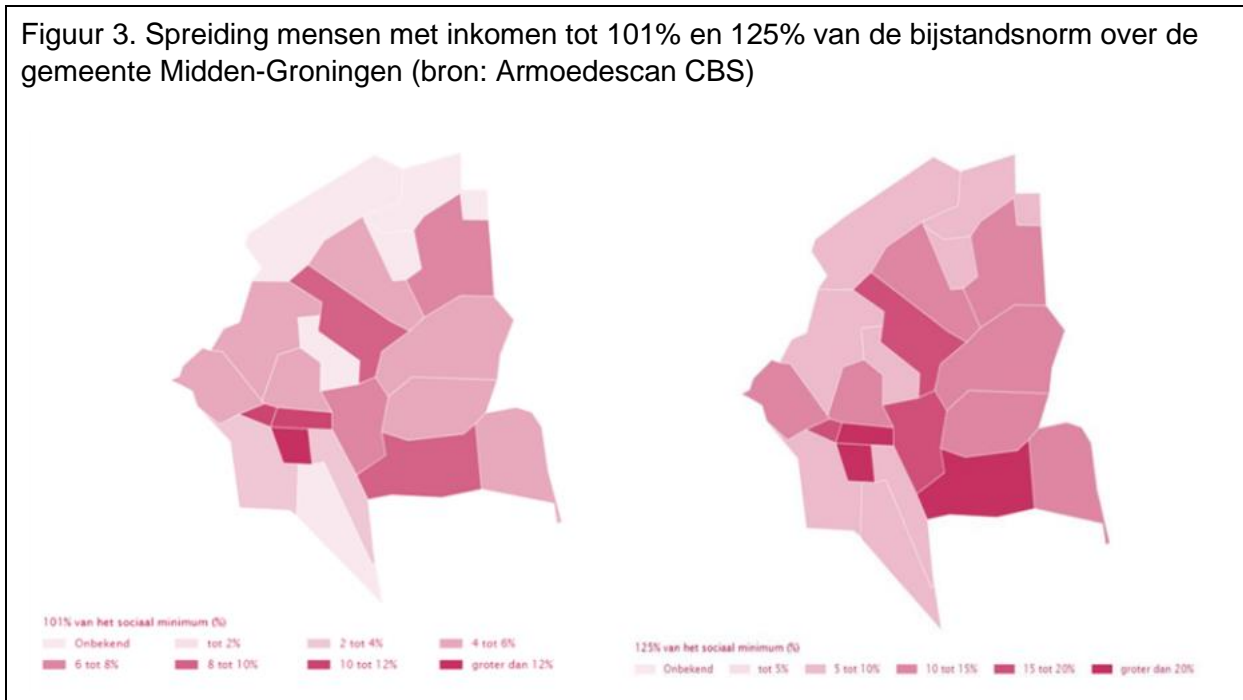 Figuur 3. Spreiding mensen met inkomen tot 101% en 125% van de bijstandsnorm over de
gemeente Midden-Groningen (bron: Armoedescan CBS)
101% van het sociaal minimum (%)
Onbekend tot 2% 2 tot 4% 4 tot 6%
6 tot 8% 8 tot 10% 10 tot 12% groter dan 12%
125% van het sociaal minimum (%)
Onbekend tot 5% 5 tot 10% 10 tot 15% 15 tot 20% groter dan 20%